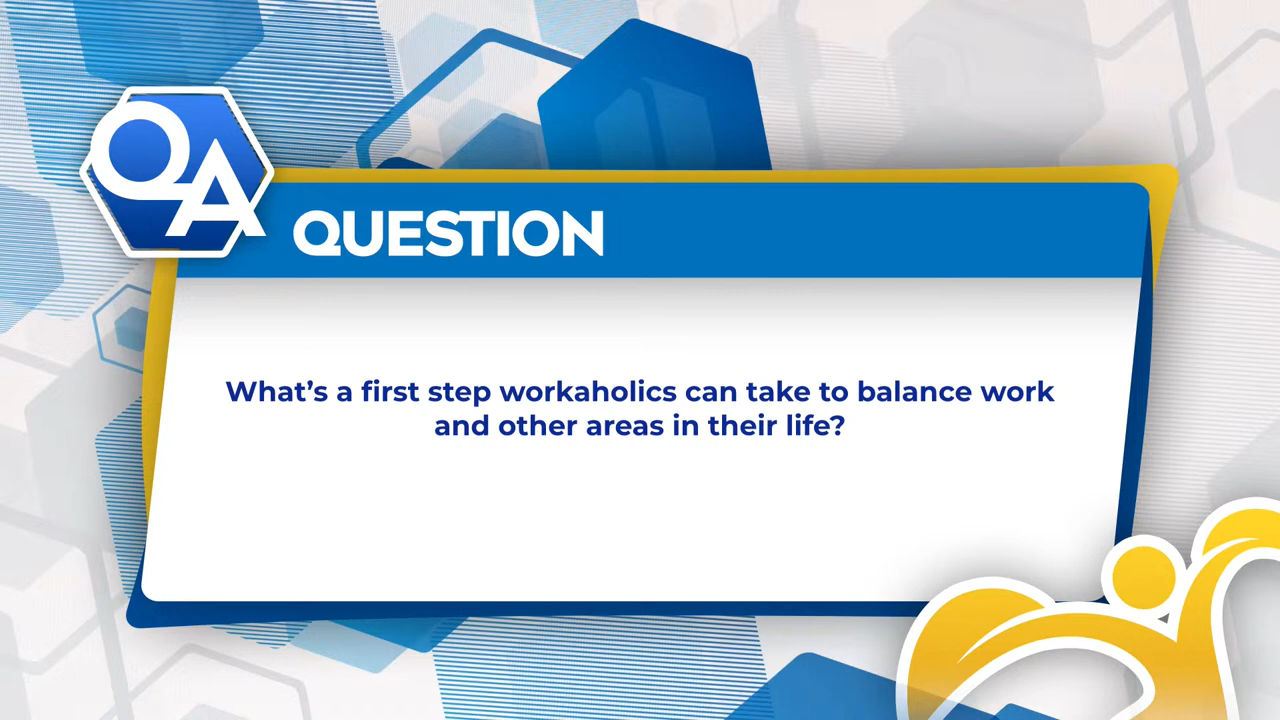 QA
QUESTION
What’s a first step workaholics can take to balance work
and other areas in their life?